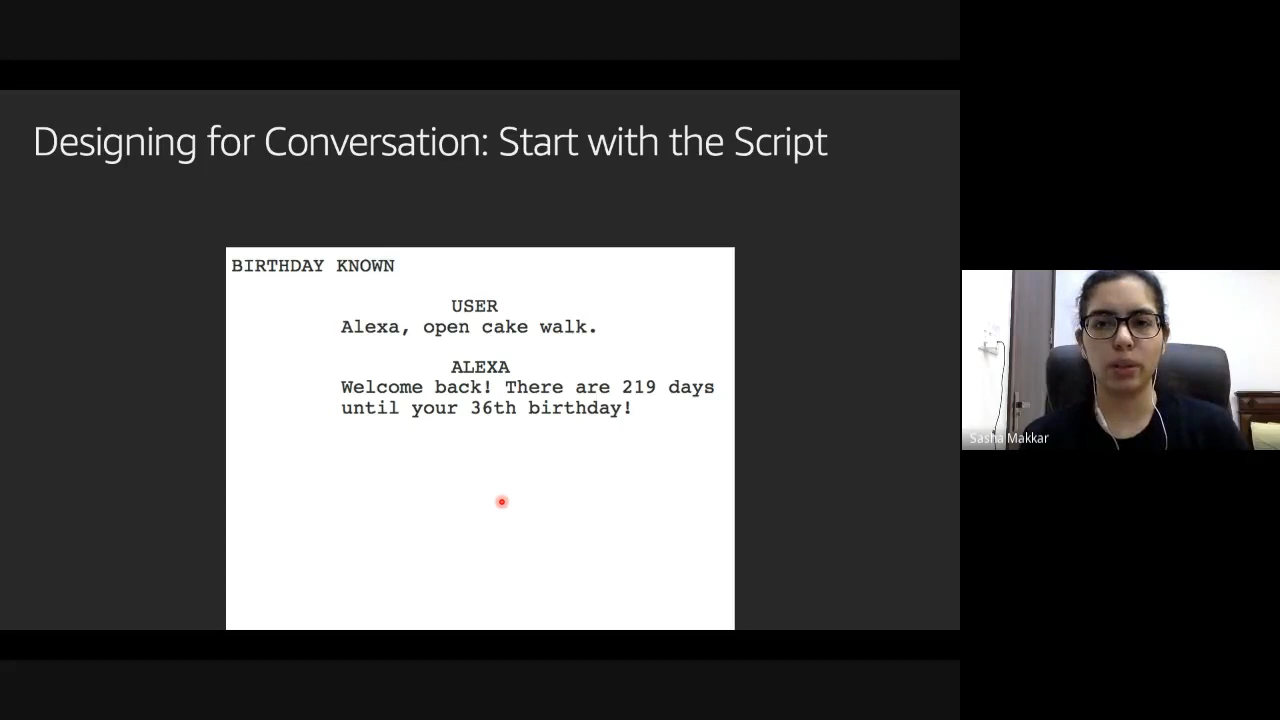 Designing for Conversation: Start with the Script
BIRTHDAY KNOWN
USER
Alexa, open cake walk.
ALEXA
Welcome back! There are 219 days
until your 36th birthday!
Sasha Makkar